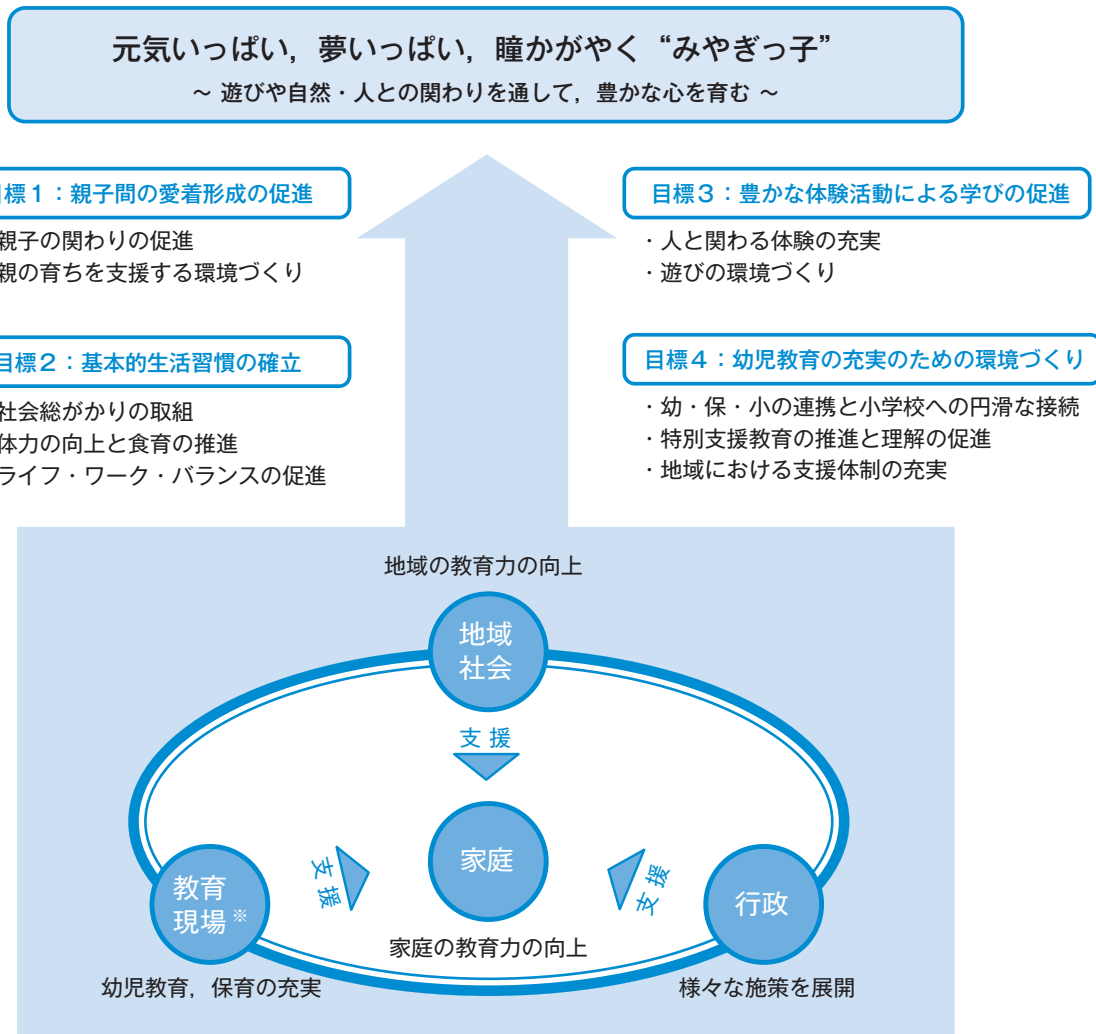 元気いっぱい，夢いっぱい，瞳かがやく“みやぎっ子”
～ 遊びや自然・人との関わりを通して，豊かな心を育む ～
目標１：親子間の愛着形成の促進
親子の関わりの促進
親の育ちを支援する環境づくり
目標２：基本的生活習慣の確立
社会総がかりの取組
体力の向上と食育の推進
ライフ・ワーク・バランスの促進
目標３：豊かな体験活動による学びの促進
・人と関わる体験の充実
・遊びの環境づくり
目標４：幼児教育の充実のための環境づくり
・幼・保・小の連携と小学校への円滑な接続
・特別支援教育の推進と理解の促進
・地域における支援体制の充実
地域の教育力の向上
地域
社会
支援
家庭
家庭の教育力の向上
支援
教育
現場※
幼児教育，保育の充実
支援
行政
様々な施策を展開